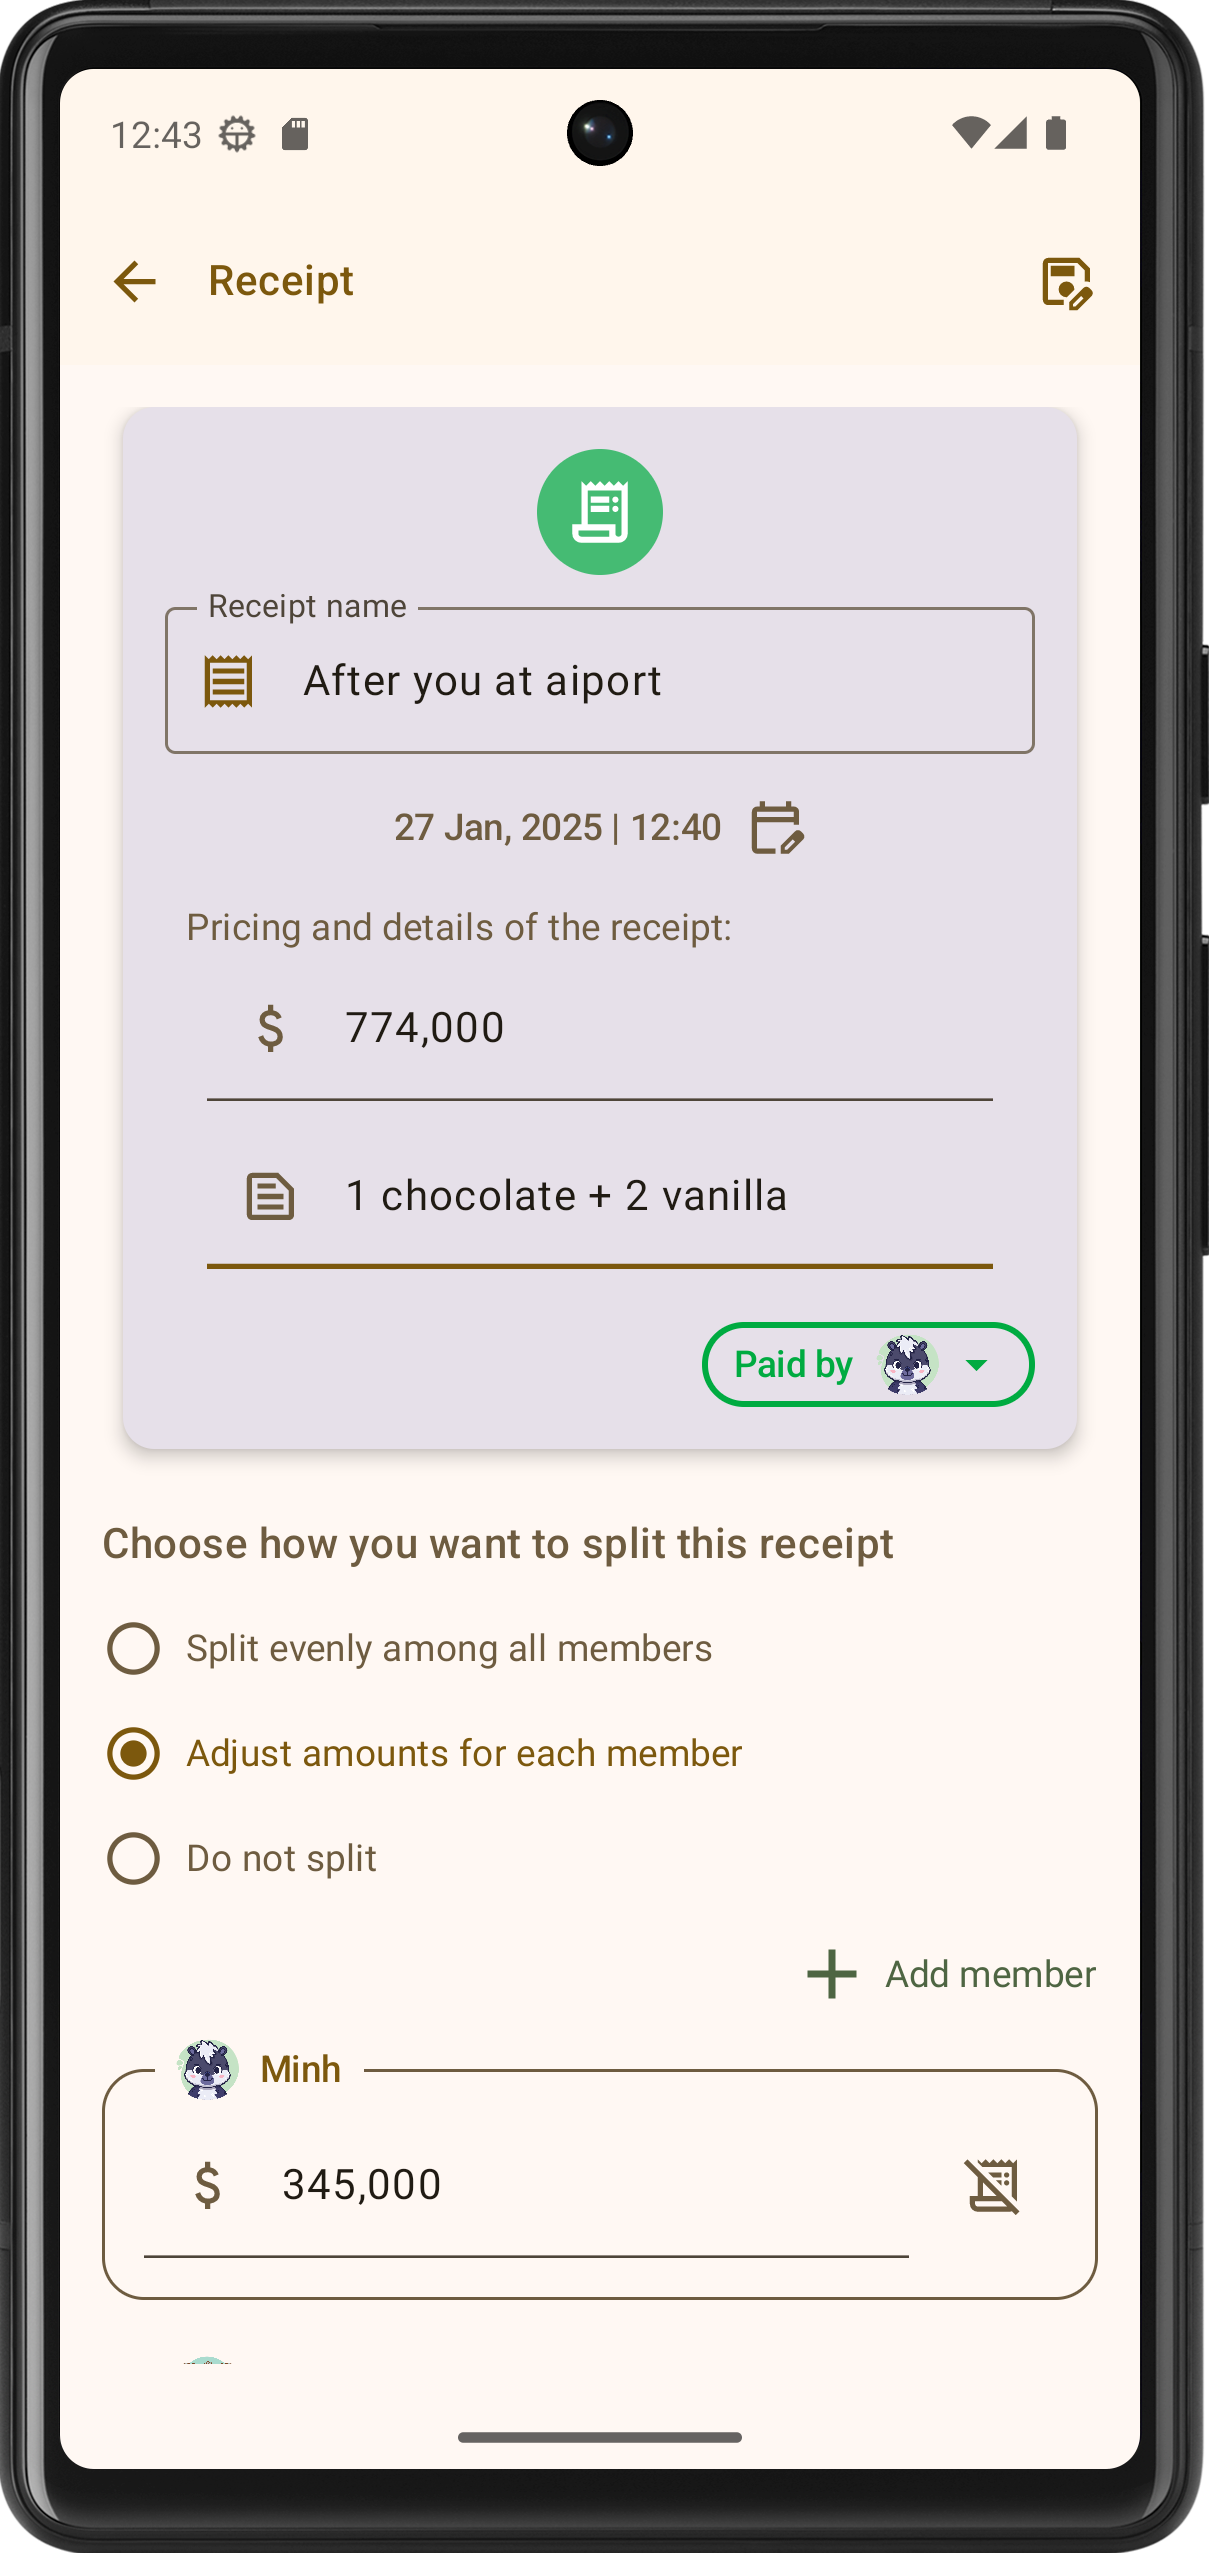 12:43
Receipt
Receipt name
After you at aiport
27 Jan, 2025 | 12:40
Pricing and details of the receipt:
$ 774,000
1 chocolate + 2 vanilla
Paid by
Choose how you want to split this receipt
Split evenly among all members
Adjust amounts for each member
Do not split
Add member
Minh
$ 345,000